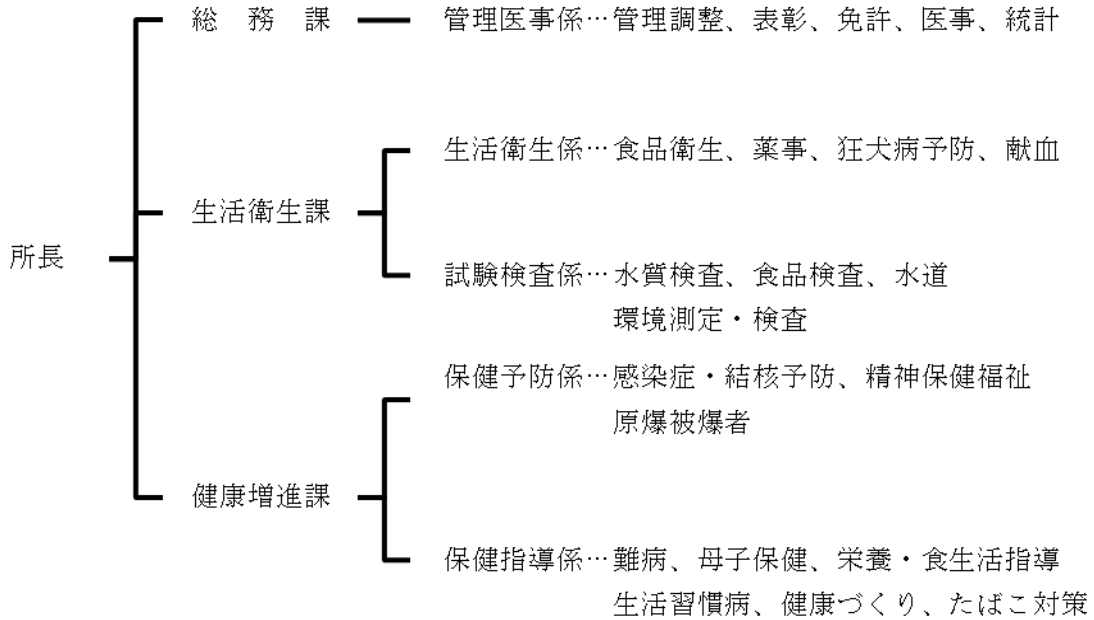 総　務　課　管理医事係…管理調整、表彰、免許、医事、統計
生活衛生係…食品衛生、薬事、狂犬病予防、献血
生活衛生課
所長
試験検査係…水質検査、食品検査、水道
環境測定・検査
保健予防係…感染症・結核予防、精神保健福祉
原爆被爆者
健康増進課
保健指導係…難病、母子保健、栄養・食生活指導
生活習慣病、健康づくり、たばこ対策